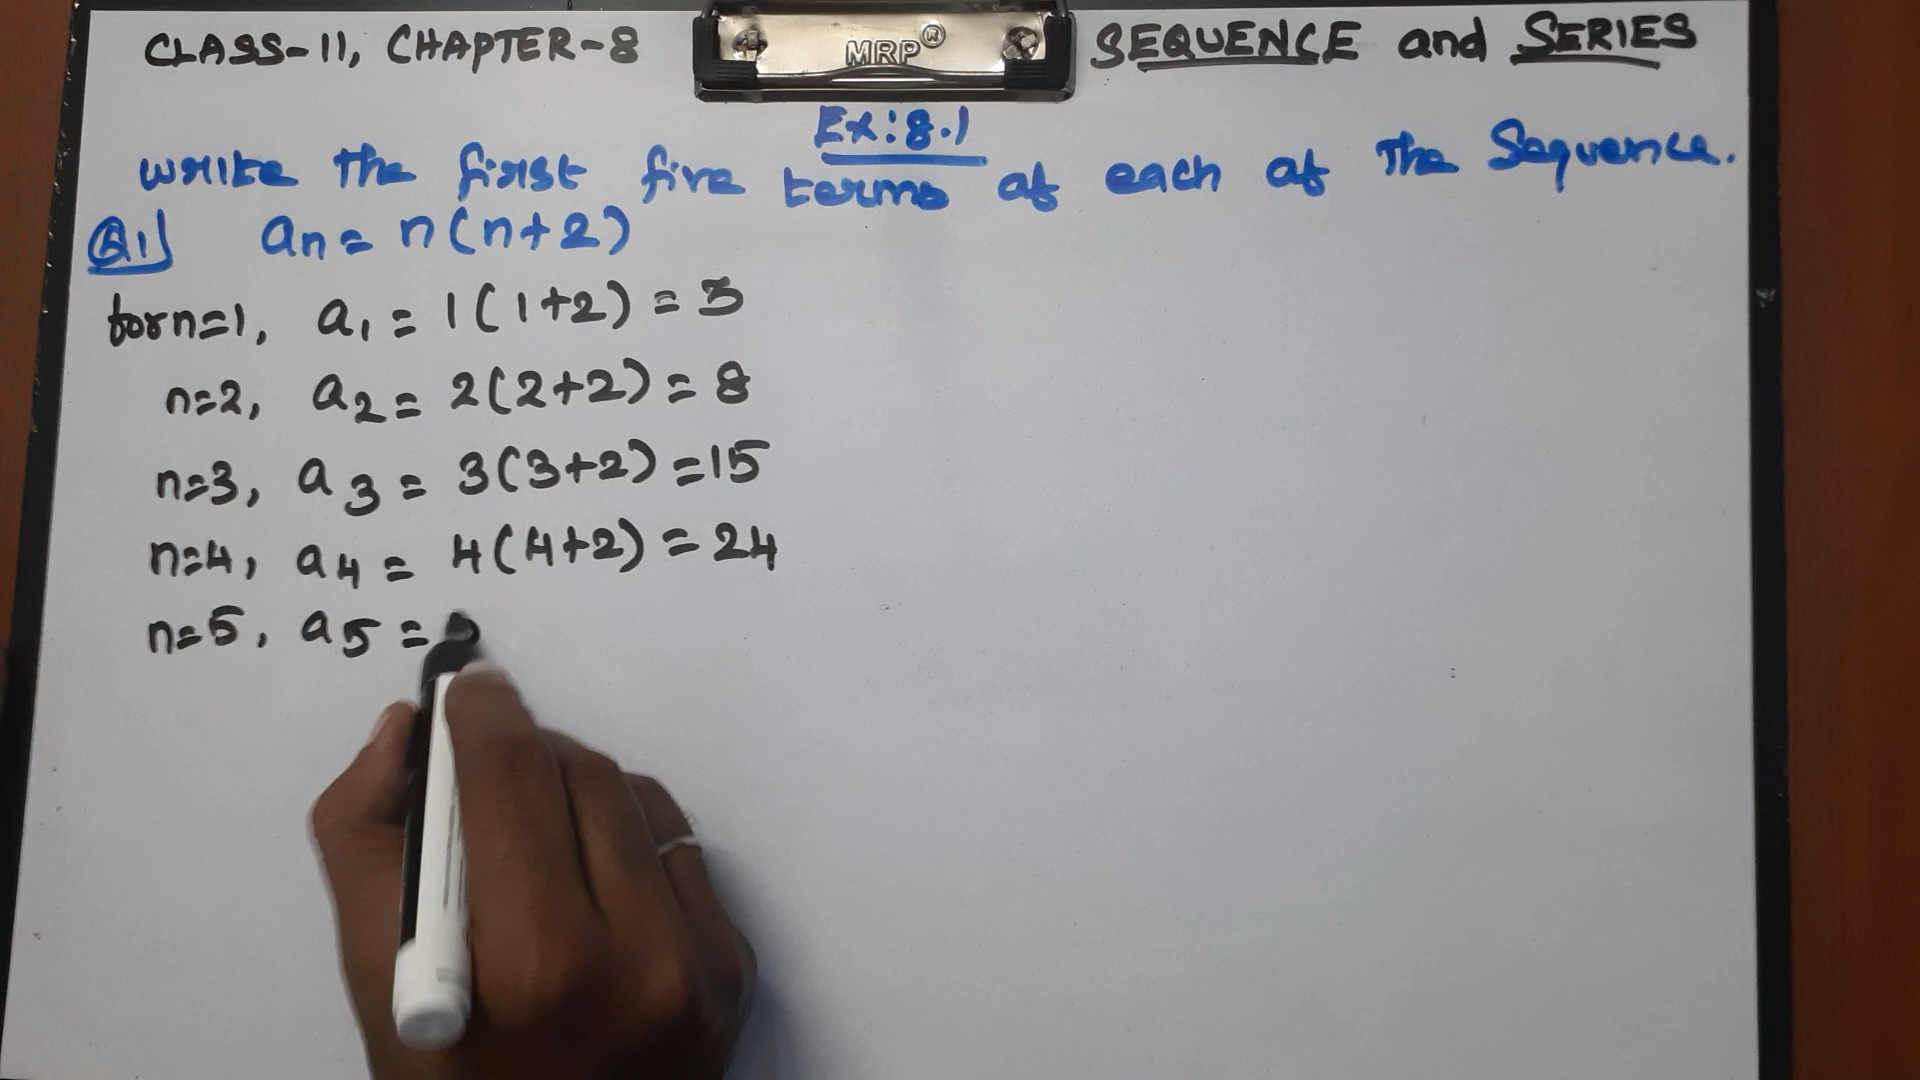 CLASS-11, CHAPTER-8
MRP®
SEQUENCE and SERIES
Ex:8.1
write the first five terms of each of the Sequence.
Q1) an = n(n+2)
for n=1, a1 = 1(1+2) = 3
n=2, a2 = 2(2+2) = 8
n=3, a3 = 3(3+2) = 15
n=4, a4 = 4(4+2) = 24
n=5, a5 =